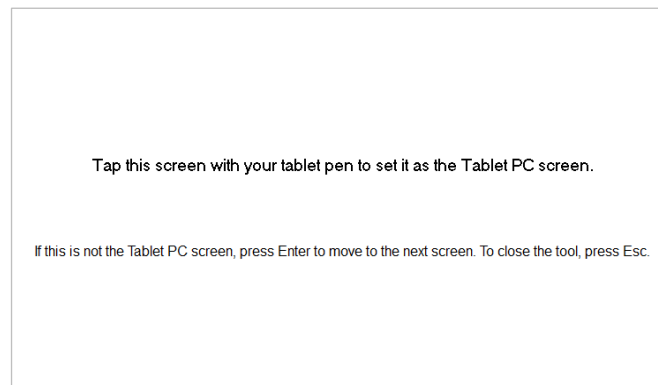 Tap this screen with your tablet pen to set it as the Tablet PC screen.
If this is not the Tablet PC screen, press Enter to move to the next screen. To close the tool, press Esc.